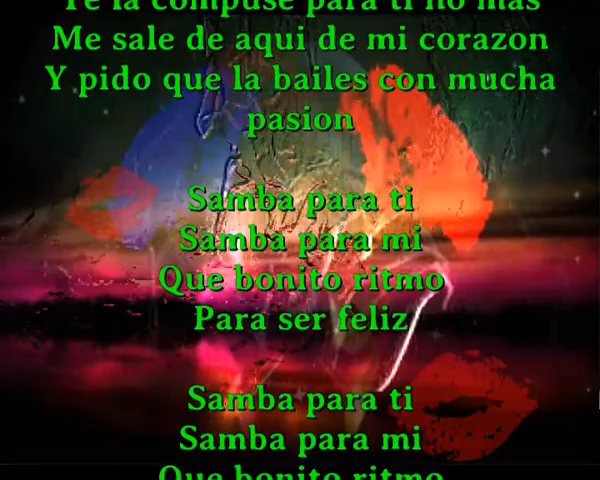 Te la compuse para ti no mas
Me sale de aqui de mi corazon
Y pido que la bailes con mucha
pasion
Samba para ti
Samba para mi
Que bonito ritmo
Para ser feliz
Samba para ti
Samba para mi
Que bonito ritmo